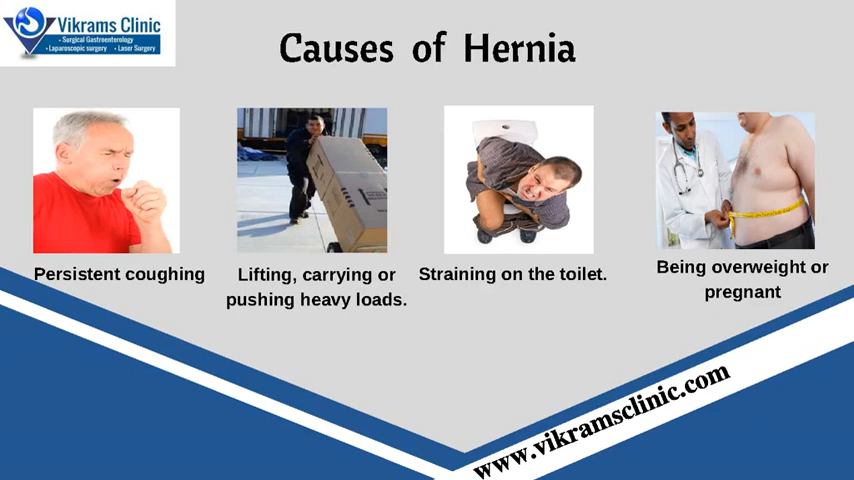 Vikrams Clinic
• Surgical Gastroenterology
• Laparoscopic surgery • Laser Surgery
Causes of Hernia
Persistent coughing
Lifting, carrying or
pushing heavy loads.
Straining on the toilet.
Being overweight or
pregnant
www.vikramsclinic.com